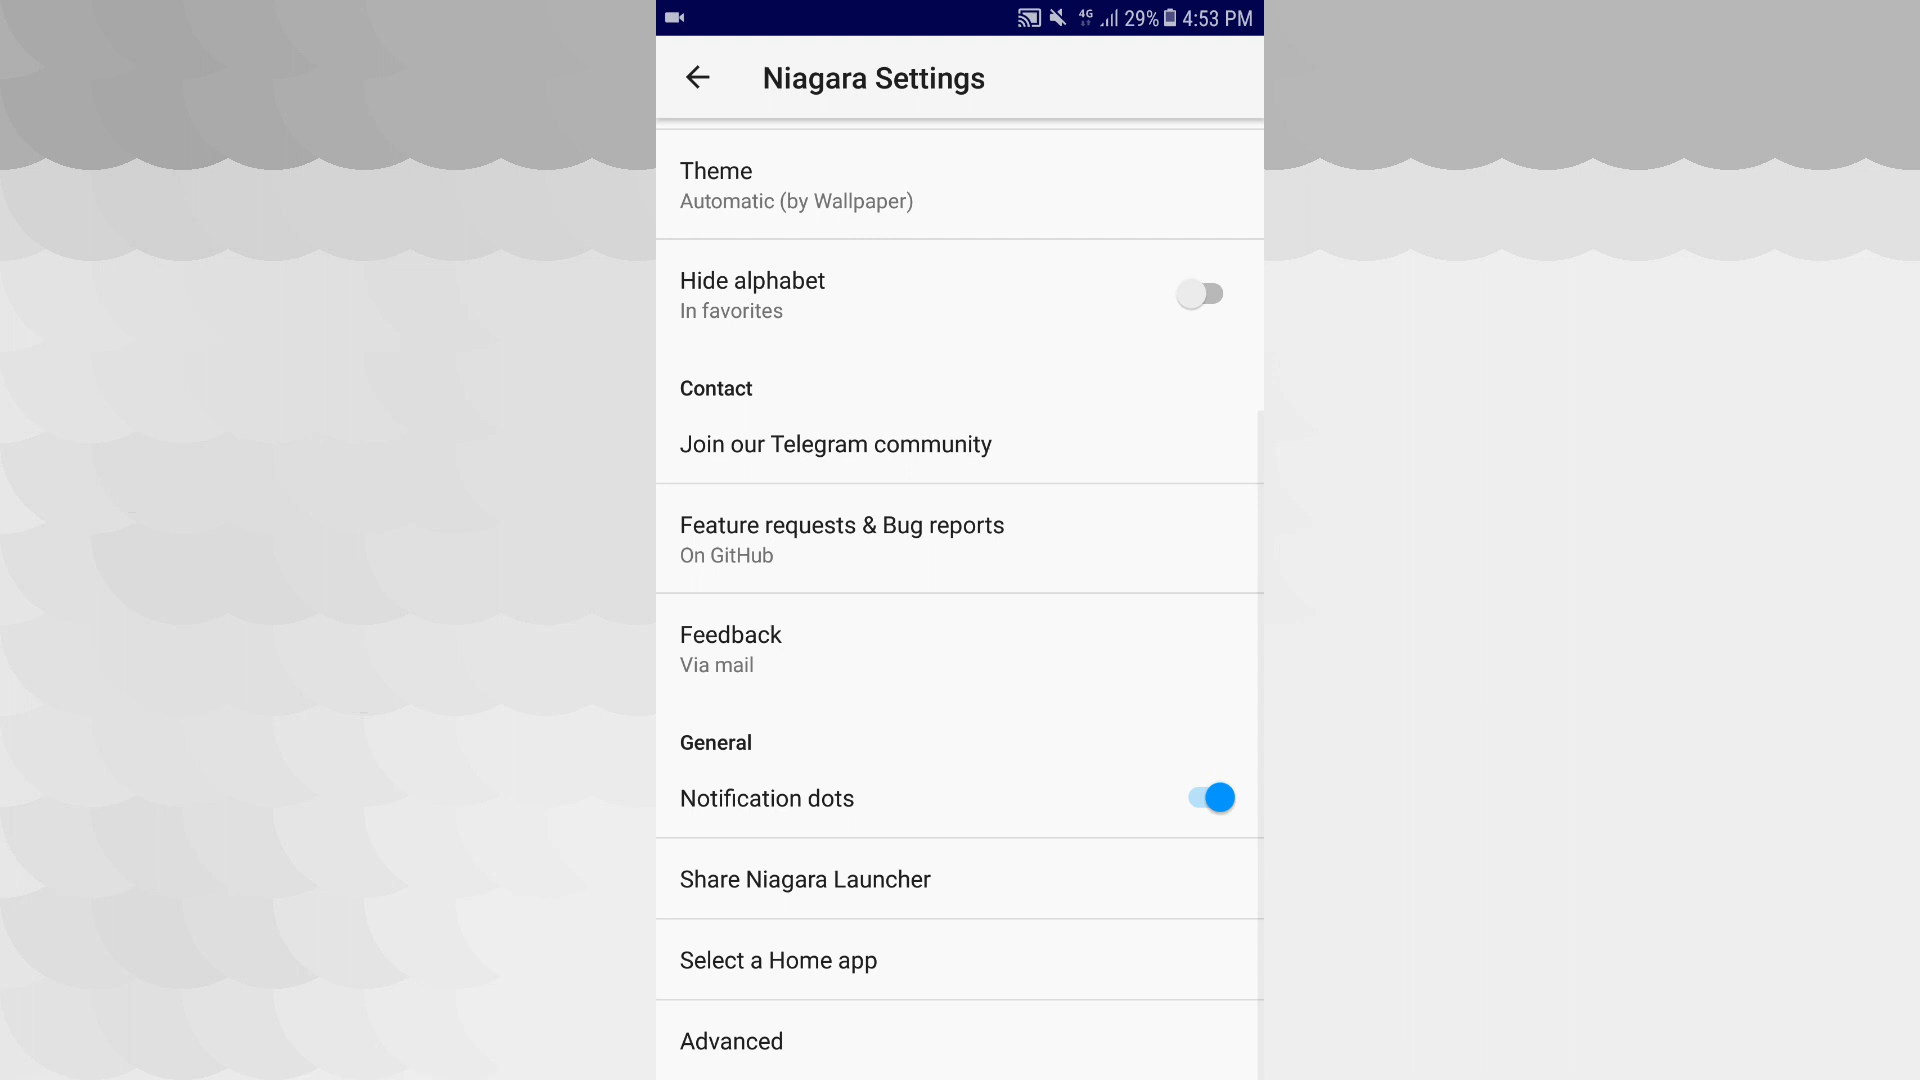 4G 29% 4:53 PM
Niagara Settings
Theme
Automatic (by Wallpaper)
Hide alphabet
In favorites
Contact
Join our Telegram community
Feature requests & Bug reports
On GitHub
Feedback
Via mail
General
Notification dots
Share Niagara Launcher
Select a Home app
Advanced